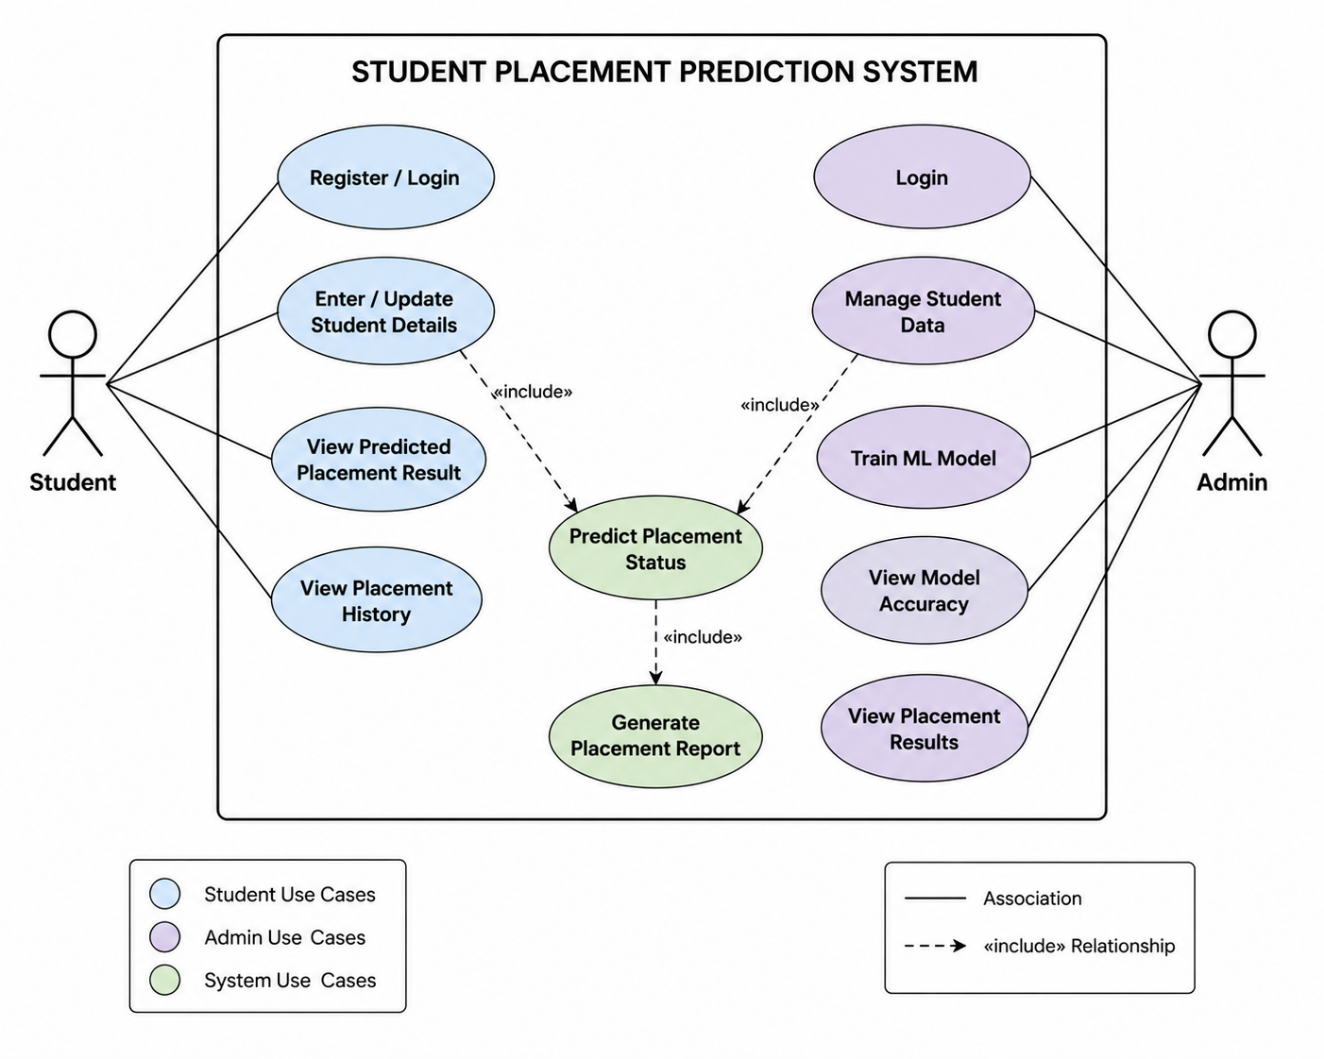 STUDENT PLACEMENT PREDICTION SYSTEM
Register / Login
Login
Enter / Update
Student Details
Manage Student
Data
«include»
«include»
View Predicted
Placement Result
Train ML Model
Student
Admin
Predict Placement
Status
View Placement
History
View Model
Accuracy
«include»
Generate
Placement Report
View Placement
Results
Student Use Cases
Admin Use Cases
System Use Cases
Association
«include» Relationship